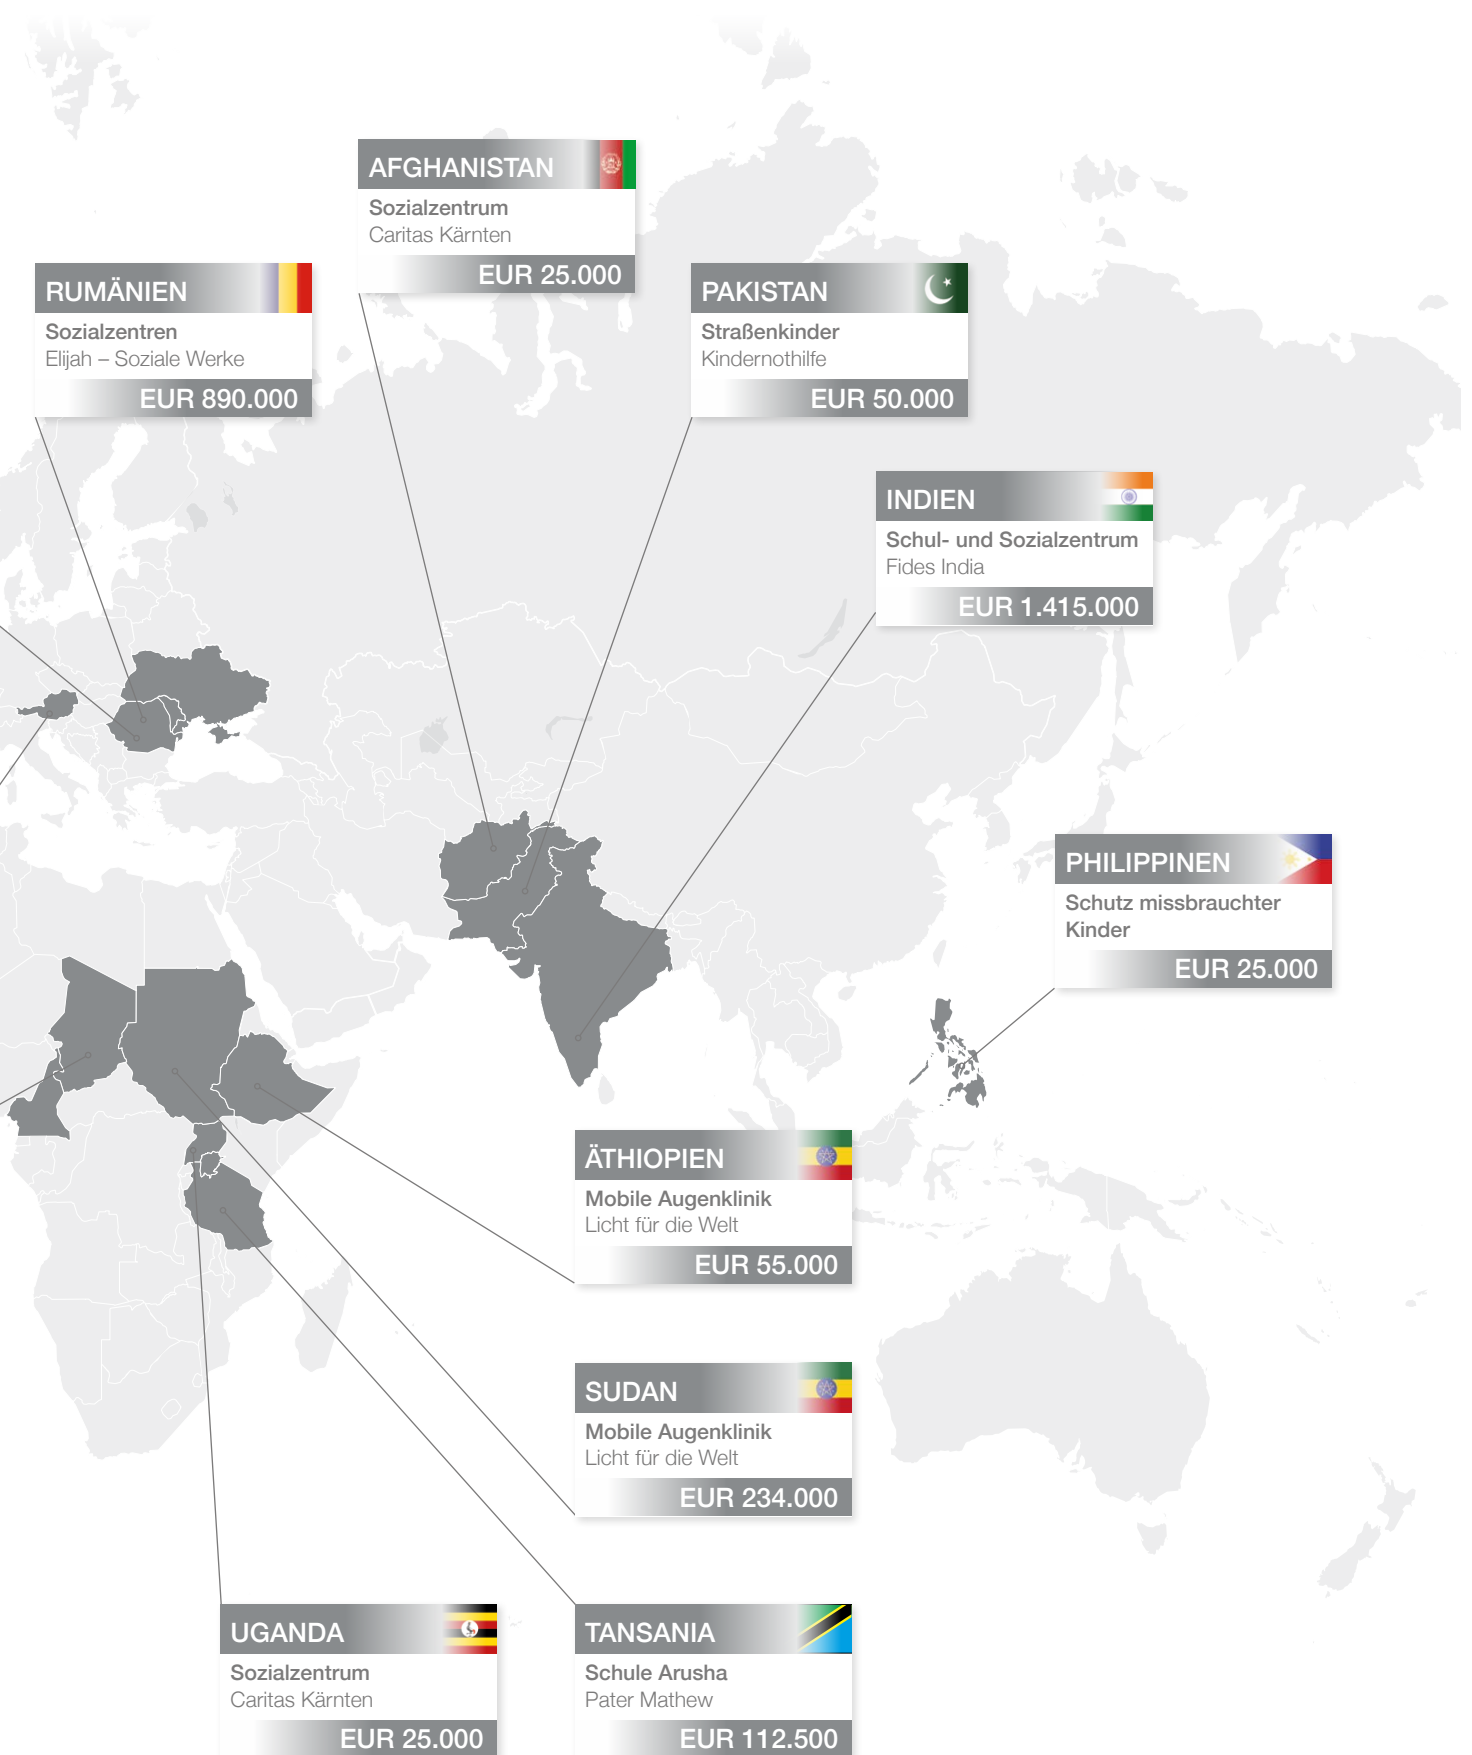 AFGHANISTAN
Sozialzentrum
Caritas Kärnten
EUR 25.000
RUMÄNIEN
Sozialzentren
Elijah – Soziale Werke
EUR 890.000
PAKISTAN
Straßenkinder
Kindernothilfe
EUR 50.000
INDIEN
Schul- und Sozialzentrum
Fides India
EUR 1.415.000
PHILIPPINEN
Schutz missbrauchter
Kinder
EUR 25.000
ÄTHIOPIEN
Mobile Augenklinik
Licht für die Welt
EUR 55.000
SUDAN
Mobile Augenklinik
Licht für die Welt
EUR 234.000
UGANDA
Sozialzentrum
Caritas Kärnten
EUR 25.000
TANSANIA
Schule Arusha
Pater Mathew
EUR 112.500